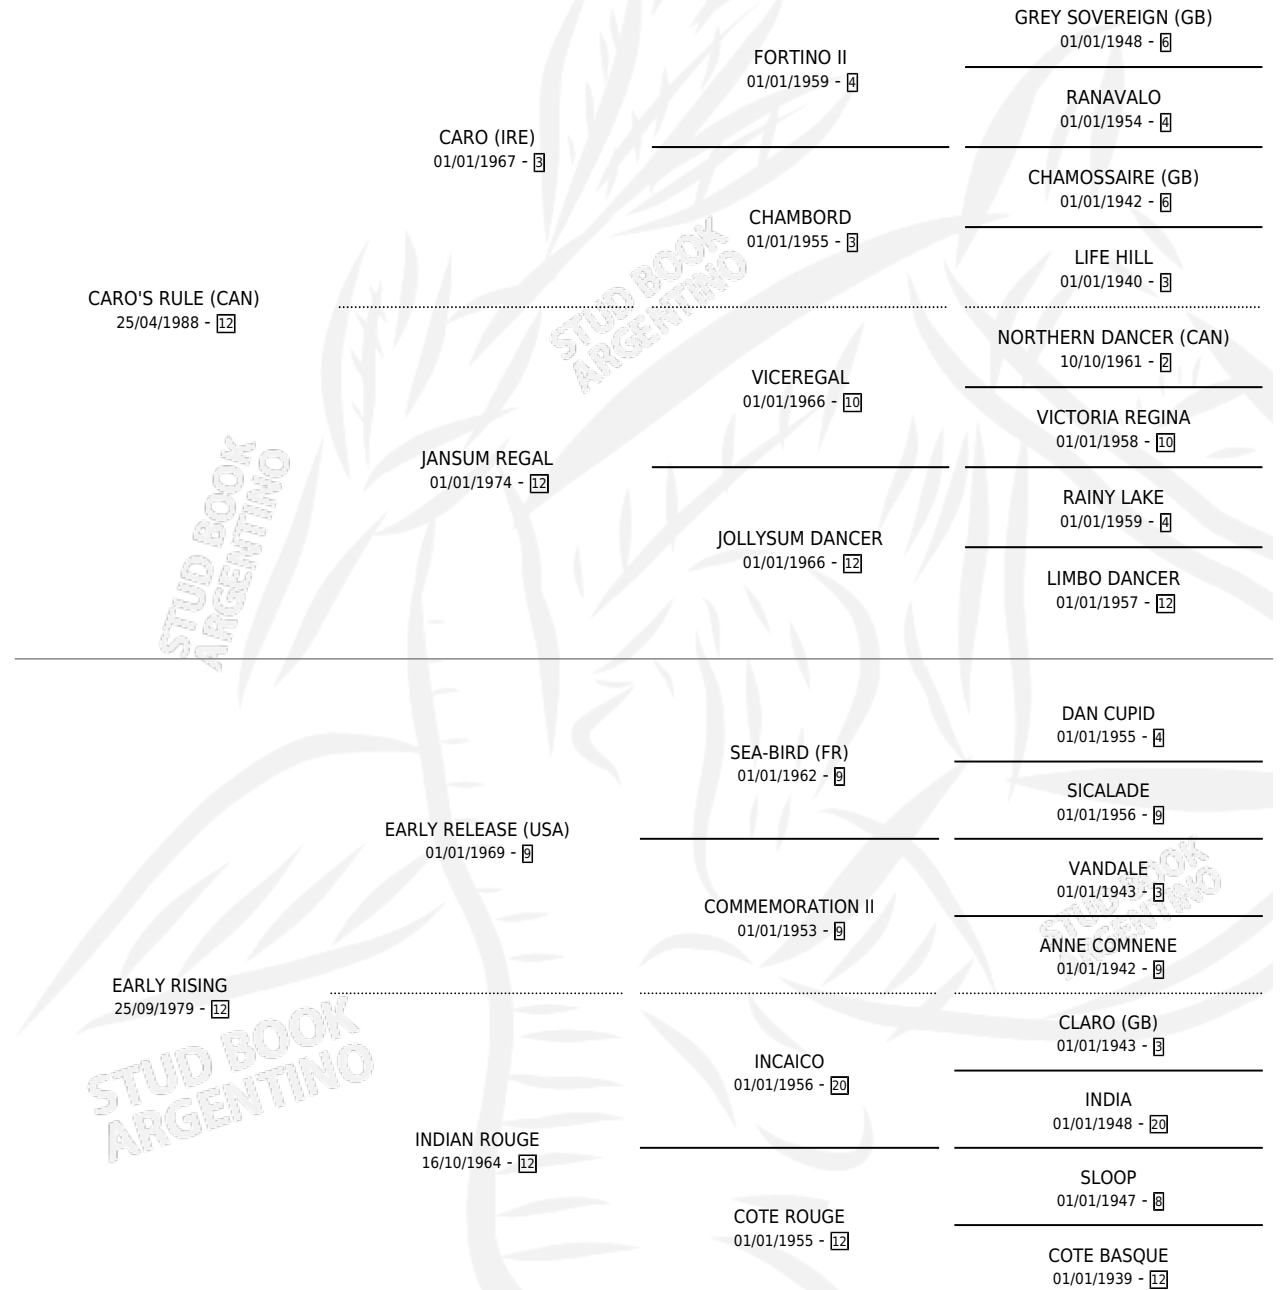 GREY SOVEREIGN (GB)
01/01/1948 - 6
FORTINO II
01/01/1959 - 4
RANAVALO
01/01/1954 - 4
CARO (IRE)
01/01/1967 - 3
CHAMOSSAIRE (GB)
01/01/1942 - 6
CHAMBORD
01/01/1955 - 3
LIFE HILL
01/01/1940 - 3
CARO'S RULE (CAN)
25/04/1988 - 12
NORTHERN DANCER (CAN)
10/10/1961 - 2
VICEREGAL
01/01/1966 - 10
VICTORIA REGINA
01/01/1958 - 10
JANSUM REGAL
01/01/1974 - 12
RAINY LAKE
01/01/1959 - 4
JOLLYSUM DANCER
01/01/1966 - 12
LIMBO DANCER
01/01/1957 - 12
DAN CUPID
01/01/1955 - 4
SEA-BIRD (FR)
01/01/1962 - 9
SICALADE
01/01/1956 - 9
EARLY RELEASE (USA)
01/01/1969 - 9
VANDALE
01/01/1943 - 3
COMMEMORATION II
01/01/1953 - 9
ANNE COMNENE
01/01/1942 - 9
EARLY RISING
25/09/1979 - 12
CLARO (GB)
01/01/1943 - 3
INCAICO
01/01/1956 - 20
INDIA
01/01/1948 - 20
INDIAN ROUGE
16/10/1964 - 12
SLOOP
01/01/1947 - 8
COTE ROUGE
01/01/1955 - 12
COTE BASQUE
01/01/1939 - 12
STUD BOOK
ARGENTINO
STUD BOOK
ARGENTINO
STUD BOOK
ARGENTINO
STUD BOOK
ARGENTINO